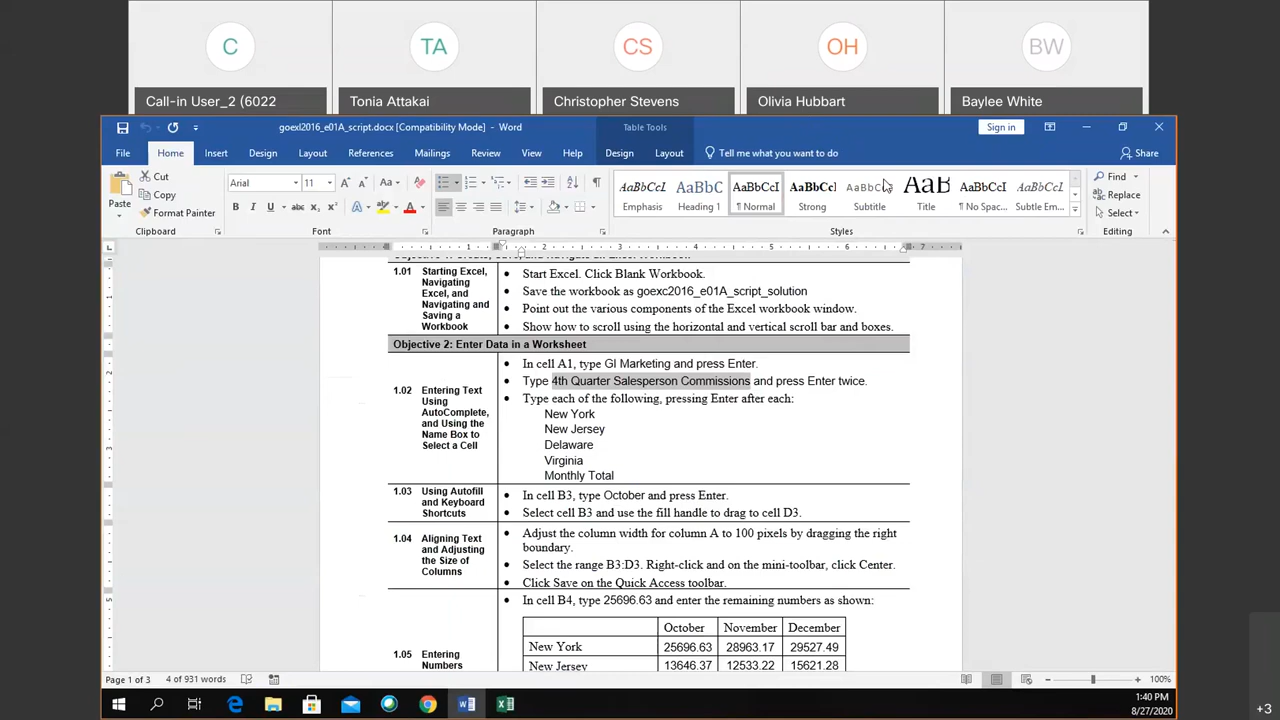 C
TA
CS
OH
BW
Call-in User_2 (6022
Tonia Attakai
Christopher Stevens
Olivia Hubbart
Baylee White
goexl2016_e01A_script.docx [Compatibility Mode] - Word
Table Tools
Sign in
File
Home
Insert
Design
Layout
References
Mailings
Review
View
Help
Design
Layout
Tell me what you want to do
Share
Paste
Cut
Copy
Format Painter
Clipboard
Arial
11
Font
Paragraph
AaBbCcL
Emphasis
AaBbC
Heading 1
AaBbCcI
¶ Normal
AaBbCcI
Strong
AaBbC
Subtitle
AaB
Title
AaBbCcI
¶ No Spac...
AaBbCcL
Subtle Em...
Styles
Find
Replace
Select
Editing
1 2 3 4 5 6 7
1.01 Starting Excel, Navigating Excel, and Navigating and Saving a Workbook
• Start Excel. Click Blank Workbook.
• Save the workbook as goexc2016_e01A_script_solution
• Point out the various components of the Excel workbook window.
• Show how to scroll using the horizontal and vertical scroll bar and boxes.
Objective 2: Enter Data in a Worksheet
1.02 Entering Text Using AutoComplete, and Using the Name Box to Select a Cell
• In cell A1, type GI Marketing and press Enter.
• Type 4th Quarter Salesperson Commissions and press Enter twice.
• Type each of the following, pressing Enter after each:
New York
New Jersey
Delaware
Virginia
Monthly Total
1.03 Using Autofill and Keyboard Shortcuts
• In cell B3, type October and press Enter.
• Select cell B3 and use the fill handle to drag to cell D3.
1.04 Aligning Text and Adjusting the Size of Columns
• Adjust the column width for column A to 100 pixels by dragging the right
boundary.
• Select the range B3:D3. Right-click and on the mini-toolbar, click Center.
• Click Save on the Quick Access toolbar.
1.05 Entering Numbers
• In cell B4, type 25696.63 and enter the remaining numbers as shown:
October November December
New York 25696.63 28963.17 29527.49
New Jersey 13646.37 12533.22 15621.28
Page 1 of 3
4 of 931 words
100%
1:40 PM
8/27/2020
+3